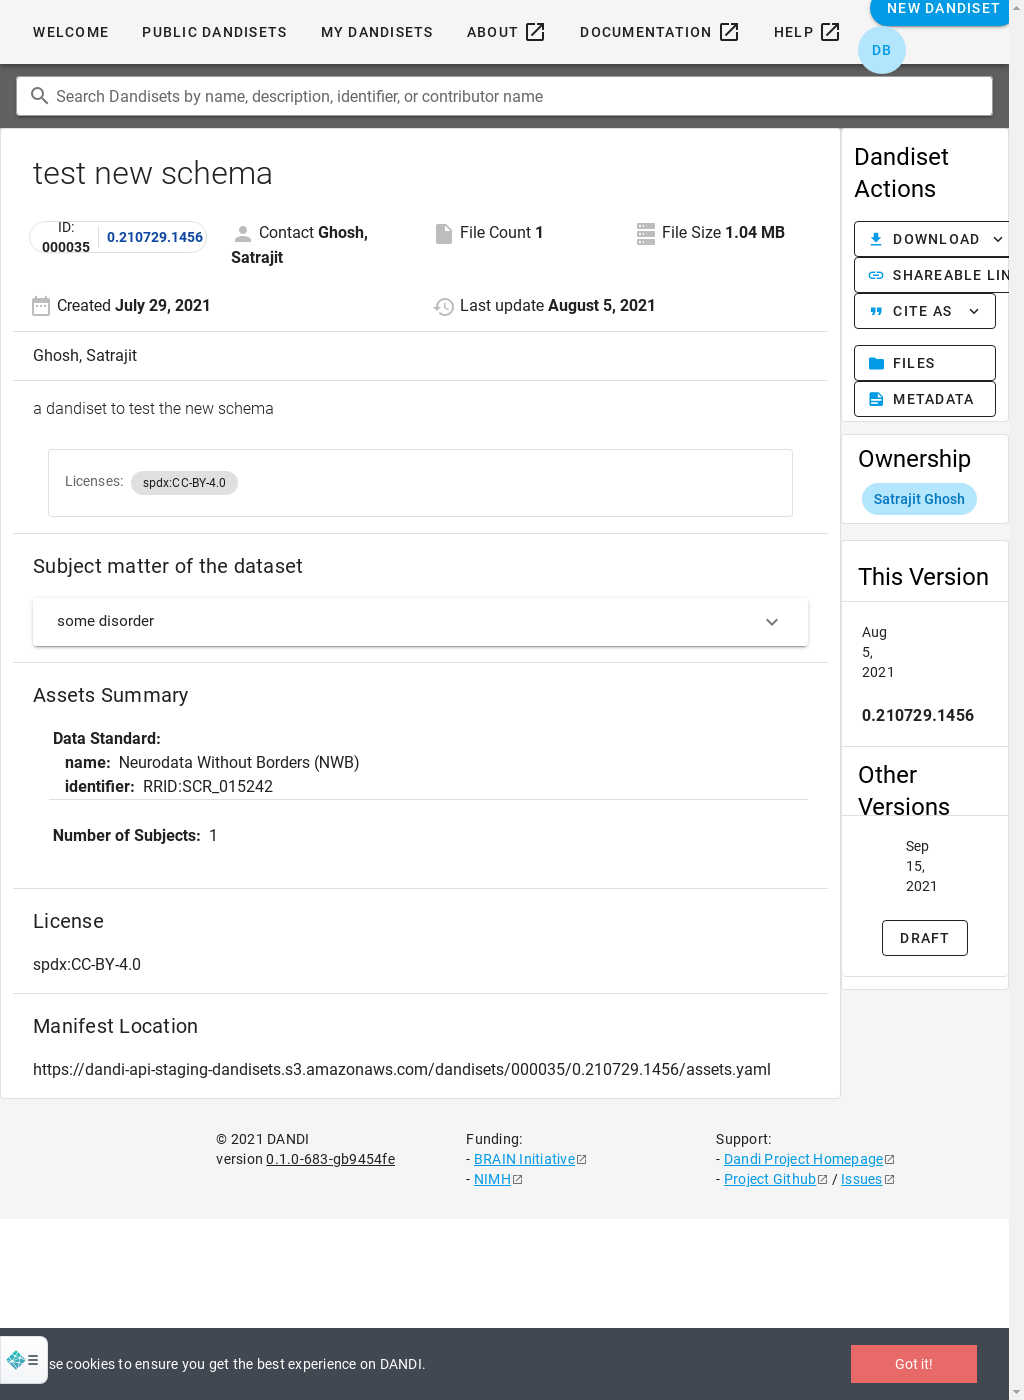 WELCOME PUBLIC DANDISETS MY DANDISETS ABOUT DOCUMENTATION HELP NEW DANDISET
DB
Search Dandisets by name, description, identifier, or contributor name
test new schema
ID: 000035 0.210729.1456
Contact Ghosh, Satrajit
File Count 1
File Size 1.04 MB
Created July 29, 2021
Last update August 5, 2021
Ghosh, Satrajit
a dandiset to test the new schema
Licenses: spdx:CC-BY-4.0
Subject matter of the dataset
some disorder
Assets Summary
Data Standard:
name: Neurodata Without Borders (NWB)
identifier: RRID:SCR_015242
Number of Subjects: 1
License
spdx:CC-BY-4.0
Manifest Location
https://dandi-api-staging-dandisets.s3.amazonaws.com/dandisets/000035/0.210729.1456/assets.yaml
Dandiset
Actions
DOWNLOAD
SHAREABLE LIN
CITE AS
FILES
METADATA
Ownership
Satrajit Ghosh
This Version
Aug
5,
2021
0.210729.1456
Other
Versions
Sep
15,
2021
DRAFT
© 2021 DANDI
version 0.1.0-683-gb9454fe
Funding:
- BRAIN Initiative
- NIMH
Support:
- Dandi Project Homepage
- Project Github / Issues
se cookies to ensure you get the best experience on DANDI.
Got it!